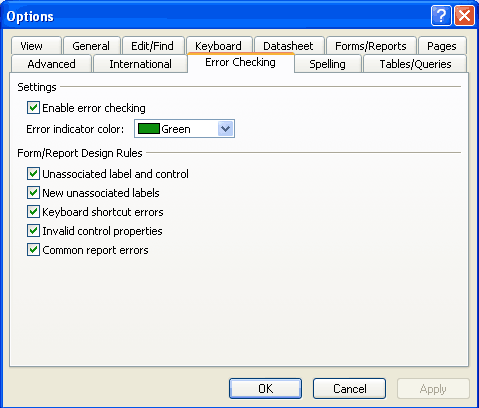 Options
View General Edit/Find Keyboard Datasheet Forms/Reports Pages
Advanced International Error Checking Spelling Tables/Queries
Settings
Enable error checking
Error indicator color: Green
Form/Report Design Rules
Unassociated label and control
New unassociated labels
Keyboard shortcut errors
Invalid control properties
Common report errors
OK Cancel Apply